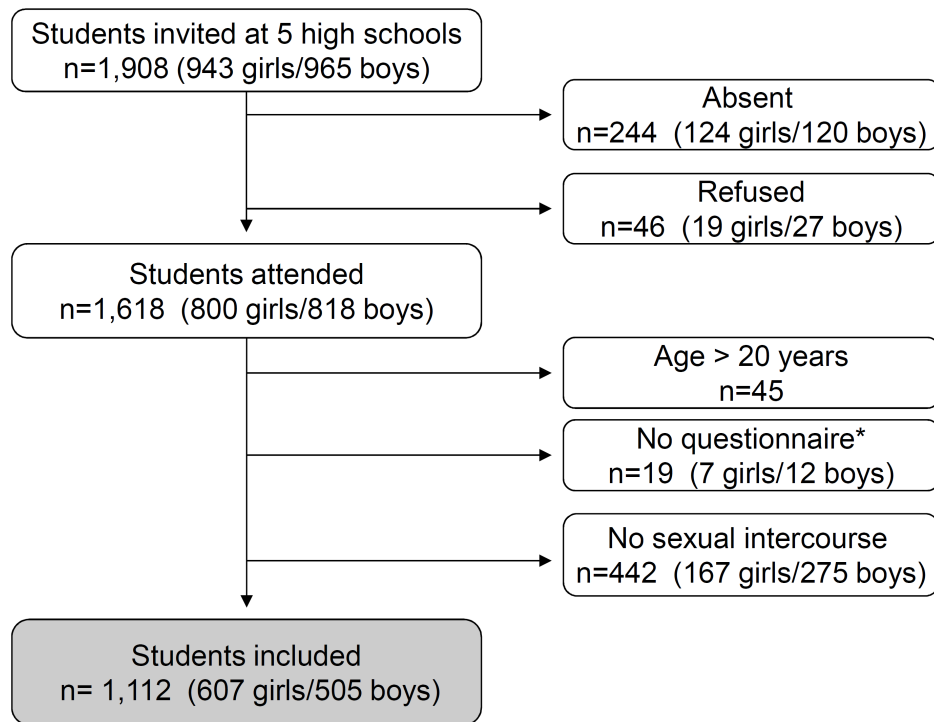 Students invited at 5 high schools
n=1,908 (943 girls/965 boys)
Absent
n=244 (124 girls/120 boys)
Refused
n=46 (19 girls/27 boys)
Students attended
n=1,618 (800 girls/818 boys)
Age > 20 years
n=45
No questionnaire*
n=19 (7 girls/12 boys)
No sexual intercourse
n=442 (167 girls/275 boys)
Students included
n= 1,112 (607 girls/505 boys)